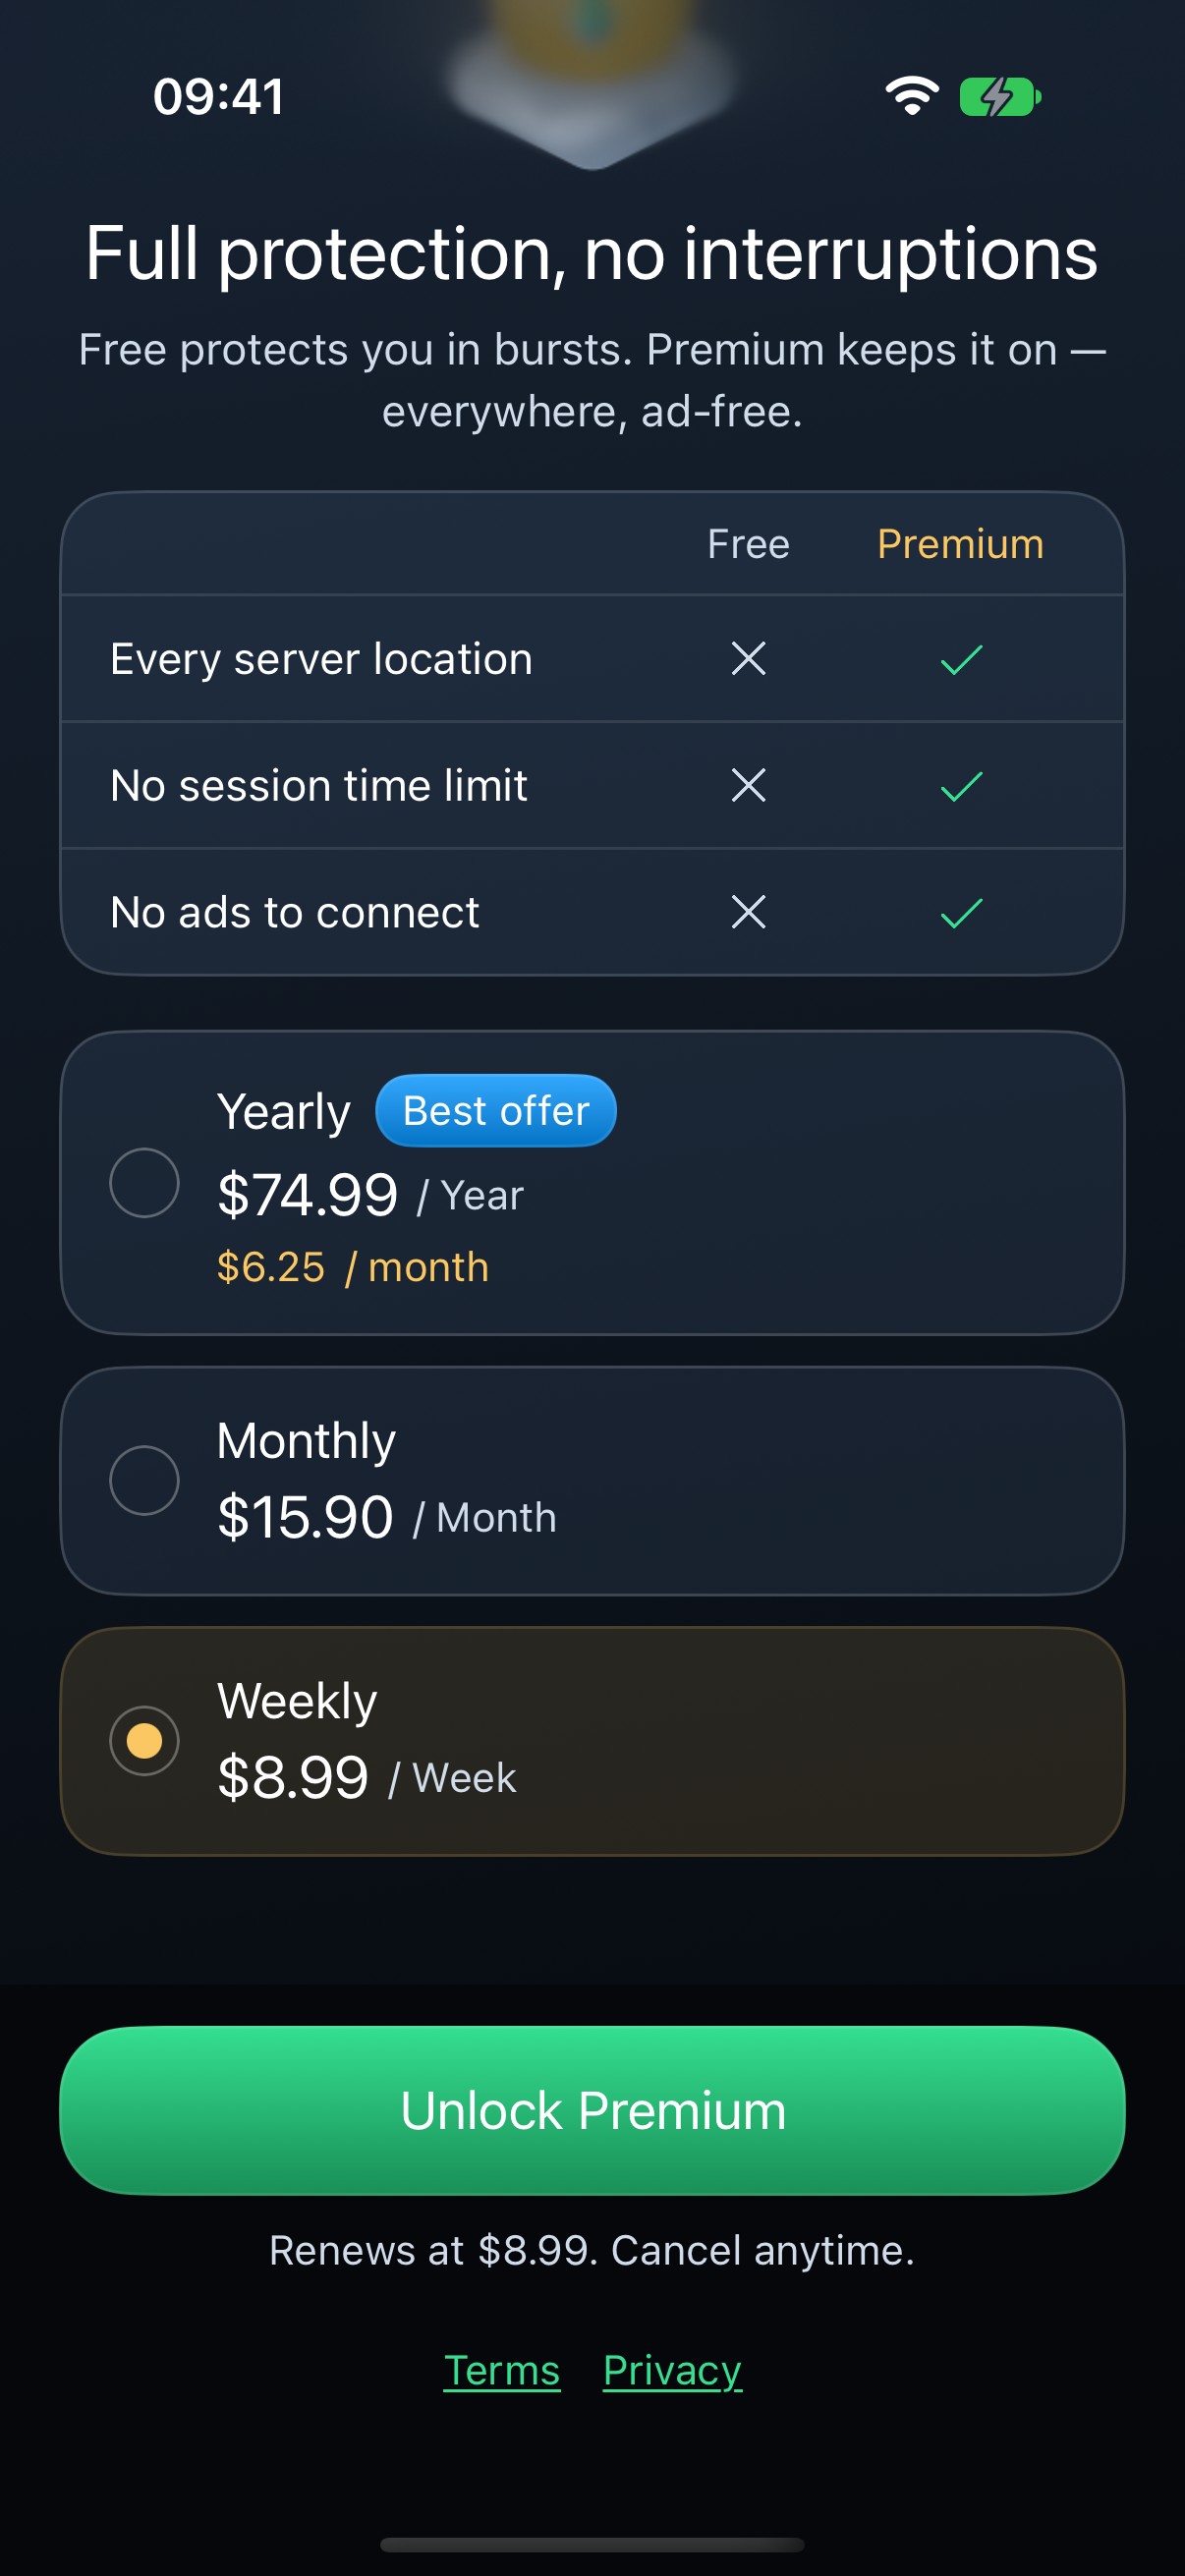 09:41
Full protection, no interruptions
Free protects you in bursts. Premium keeps it on —
everywhere, ad-free.
Free Premium
Every server location
No session time limit
No ads to connect
Yearly Best offer
$74.99 / Year
$6.25 / month
Monthly
$15.90 / Month
Weekly
$8.99 / Week
Unlock Premium
Renews at $8.99. Cancel anytime.
Terms Privacy